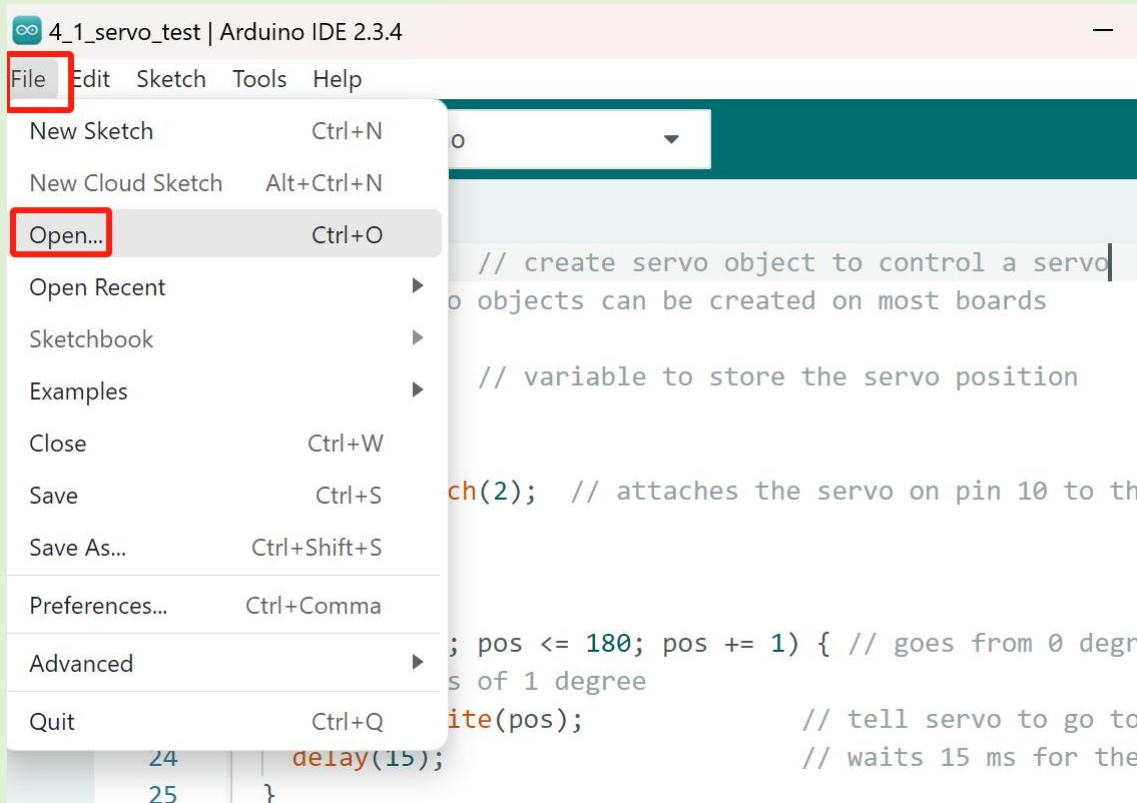 4_1_servo_test | Arduino IDE 2.3.4
File Edit Sketch Tools Help
New Sketch Ctrl+N
New Cloud Sketch Alt+Ctrl+N
Open... Ctrl+O
Open Recent
Sketchbook
Examples
Close Ctrl+W
Save Ctrl+S
Save As... Ctrl+Shift+S
Preferences... Ctrl+Comma
Advanced
Quit Ctrl+Q
o
// create servo object to control a servo
o objects can be created on most boards
// variable to store the servo position
ch(2); // attaches the servo on pin 10 to th
; pos <= 180; pos += 1) { // goes from 0 degr
s of 1 degree
ite(pos); // tell servo to go to
24 delay(15); // waits 15 ms for the
25 }